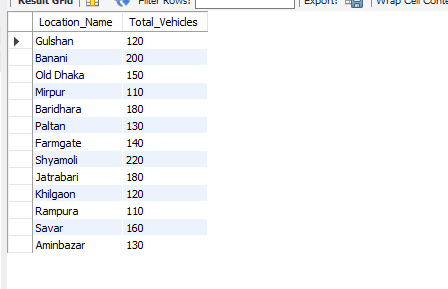 Result Grid Filter Rows: Export: Wrap Cell Conte
Location_Name Total_Vehicles
Gulshan 120
Banani 200
Old Dhaka 150
Mirpur 110
Baridhara 180
Paltan 130
Farmgate 140
Shyamoli 220
Jatrabari 180
Khilgaon 120
Rampura 110
Savar 160
Aminbazar 130